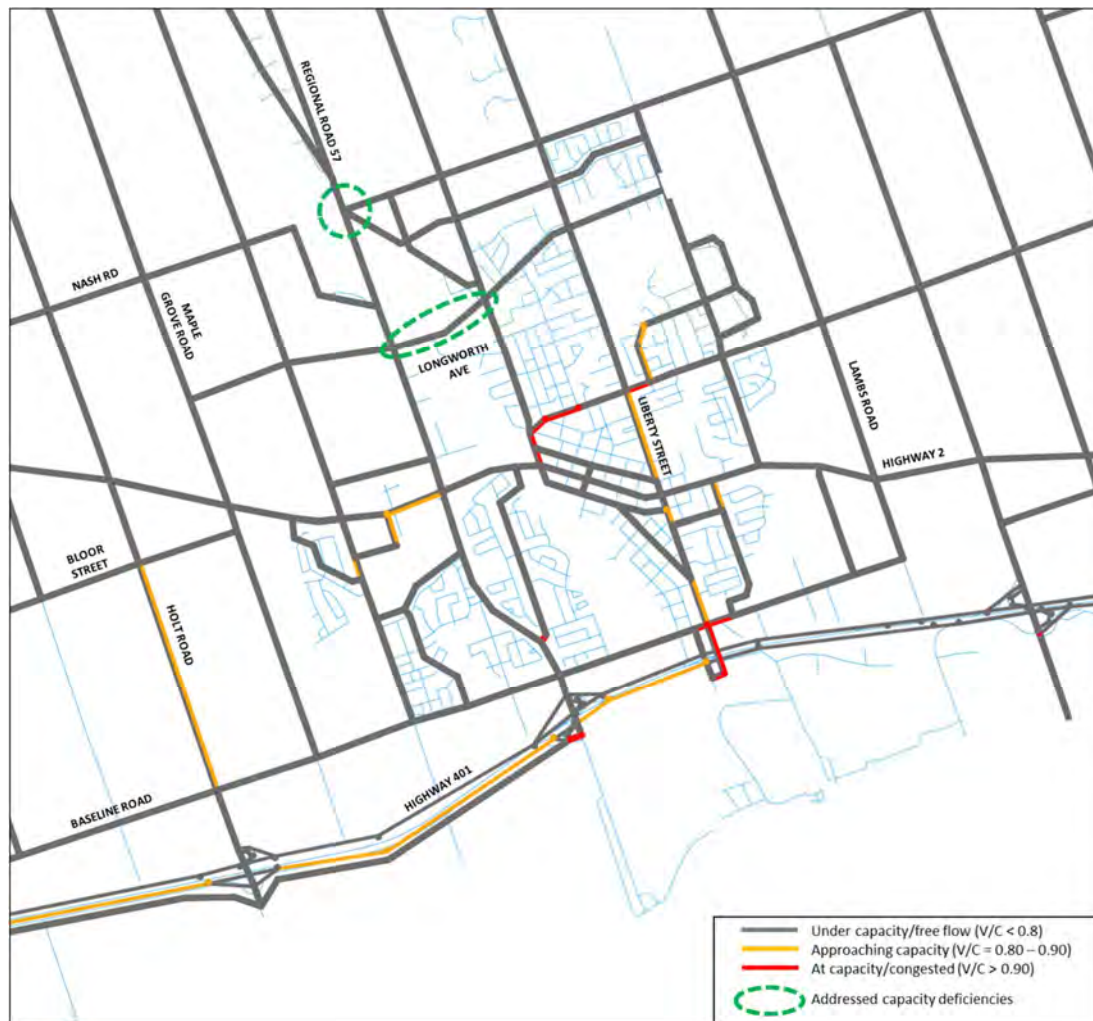 REGIONAL ROAD 57
NASH RD
MAPLE
GROVE ROAD
LONGWORTH
AVE
LIBERTY STREET
LAMBS ROAD
HIGHWAY 2
BLOOR
STREET
HOLT ROAD
HIGHWAY 401
BASELINE ROAD
Under capacity/free flow (V/C < 0.8)
Approaching capacity (V/C = 0.80 – 0.90)
At capacity/congested (V/C > 0.90)
Addressed capacity deficiencies